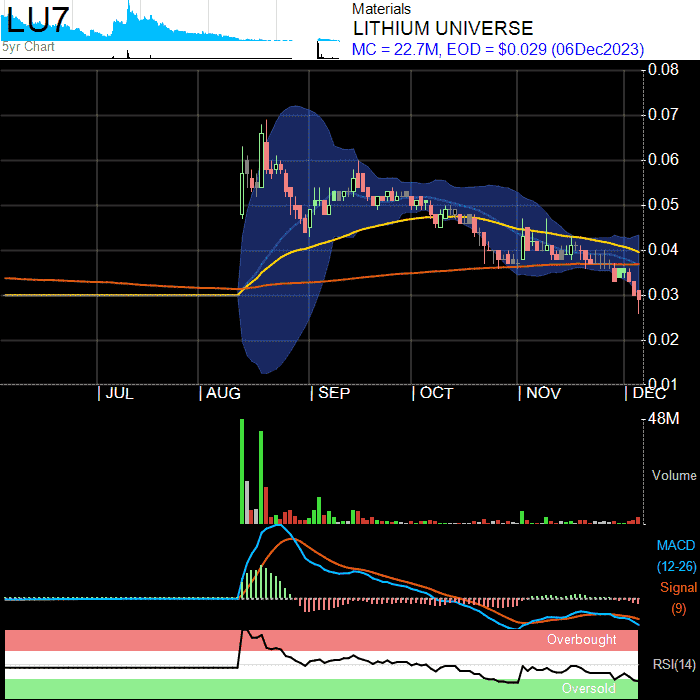 LU7
5yr Chart
Materials
LITHIUM UNIVERSE
MC = 22.7M, EOD = $0.029 (06Dec2023)
0.08
0.07
0.06
0.05
0.04
0.03
0.02
0.01
| JUL | AUG | SEP | OCT | NOV | DEC
48M
Volume
MACD
(12-26)
Signal
(9)
Overbought
RSI(14)
Oversold